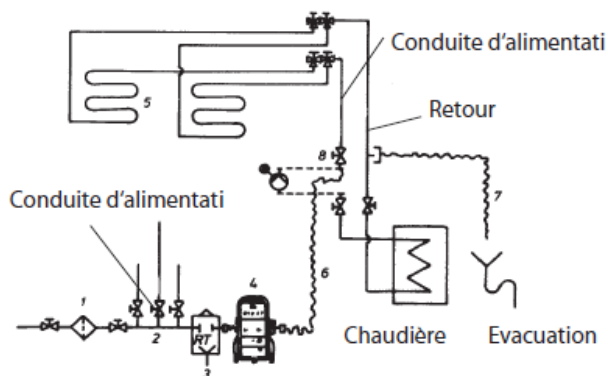 Conduite d'alimentati
Retour
5
8
Conduite d'alimentati
7
6
4
1
2
RT
3
Chaudière
Evacuation